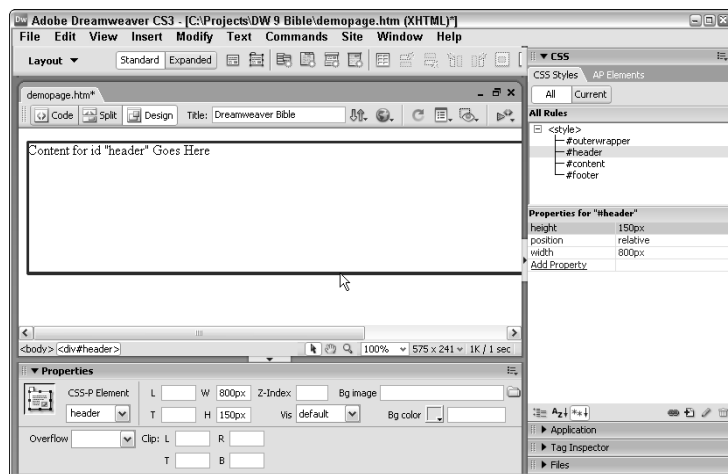 Adobe Dreamweaver CS3 - [C:\Projects\DW 9 Bible\demopage.htm (XHTML)*]
File Edit View Insert Modify Text Commands Site Window Help
Layout Standard Expanded
demopage.htm*
Code Split Design Title: Dreamweaver Bible
Content for id "header" Goes Here
<body> <div#header> 100% 575 x 241 1K / 1 sec
Properties
CSS-P Element L W 800px Z-Index Bg image
header T H 150px Vis default Bg color
Overflow Clip: L R
T B
CSS
CSS Styles AP Elements
All Current
All Rules
<style>
#outerwrapper
#header
#content
#footer
Properties for "#header"
height 150px
position relative
width 800px
Add Property
Application
Tag Inspector
Files